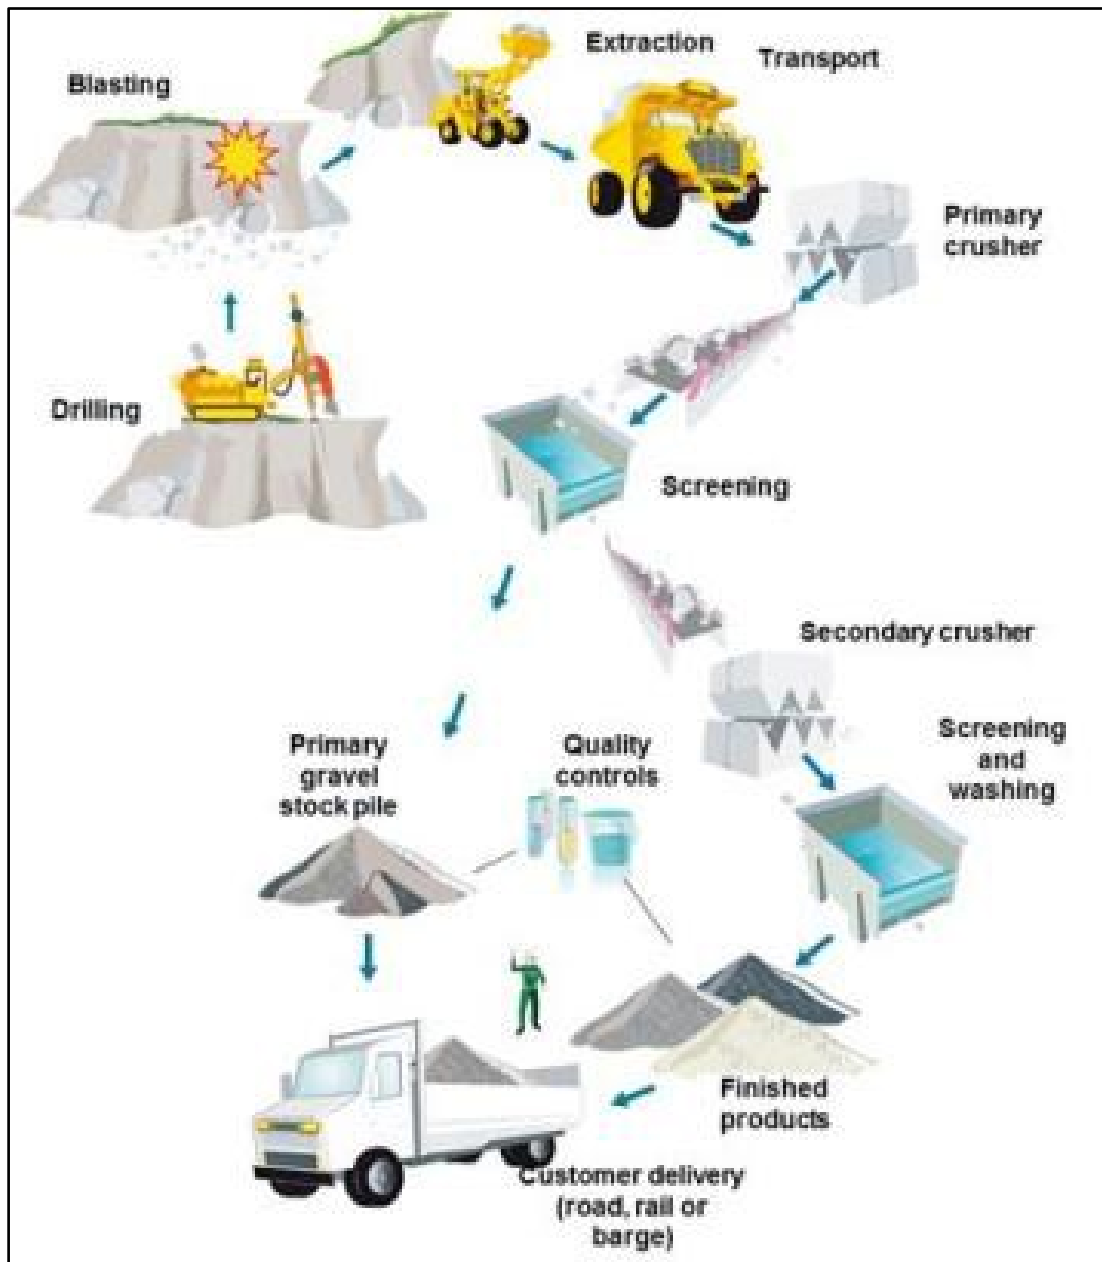 Extraction
Transport
Blasting
Primary
crusher
Drilling
Screening
Secondary crusher
Screening
and
washing
Primary
gravel
stock pile
Quality
controls
Finished
products
Customer delivery
(road, rail or
barge)